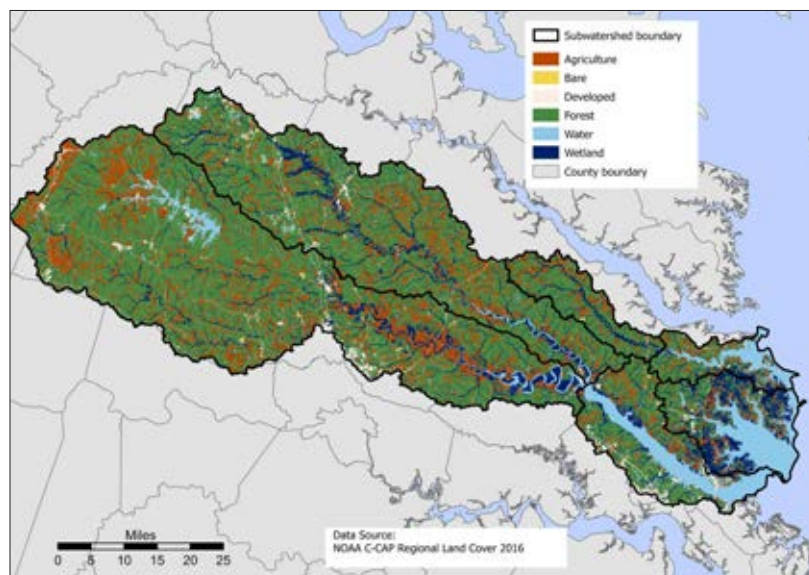 Subwatershed boundary
Agriculture
Bare
Developed
Forest
Water
Wetland
County boundary
Miles
0 5 10 15 20 25
Data Source:
NOAA C-CAP Regional Land Cover 2016